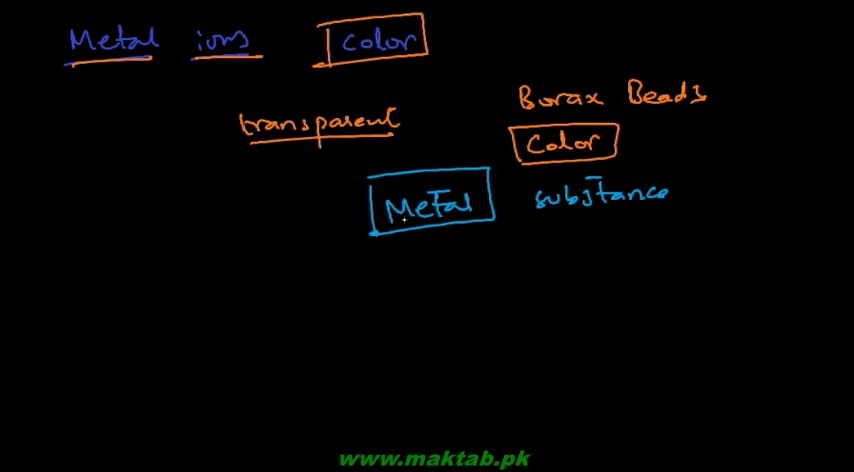 Metal ions Color
Borax Beads
transparent
Color
Metal substance
www.maktab.pk